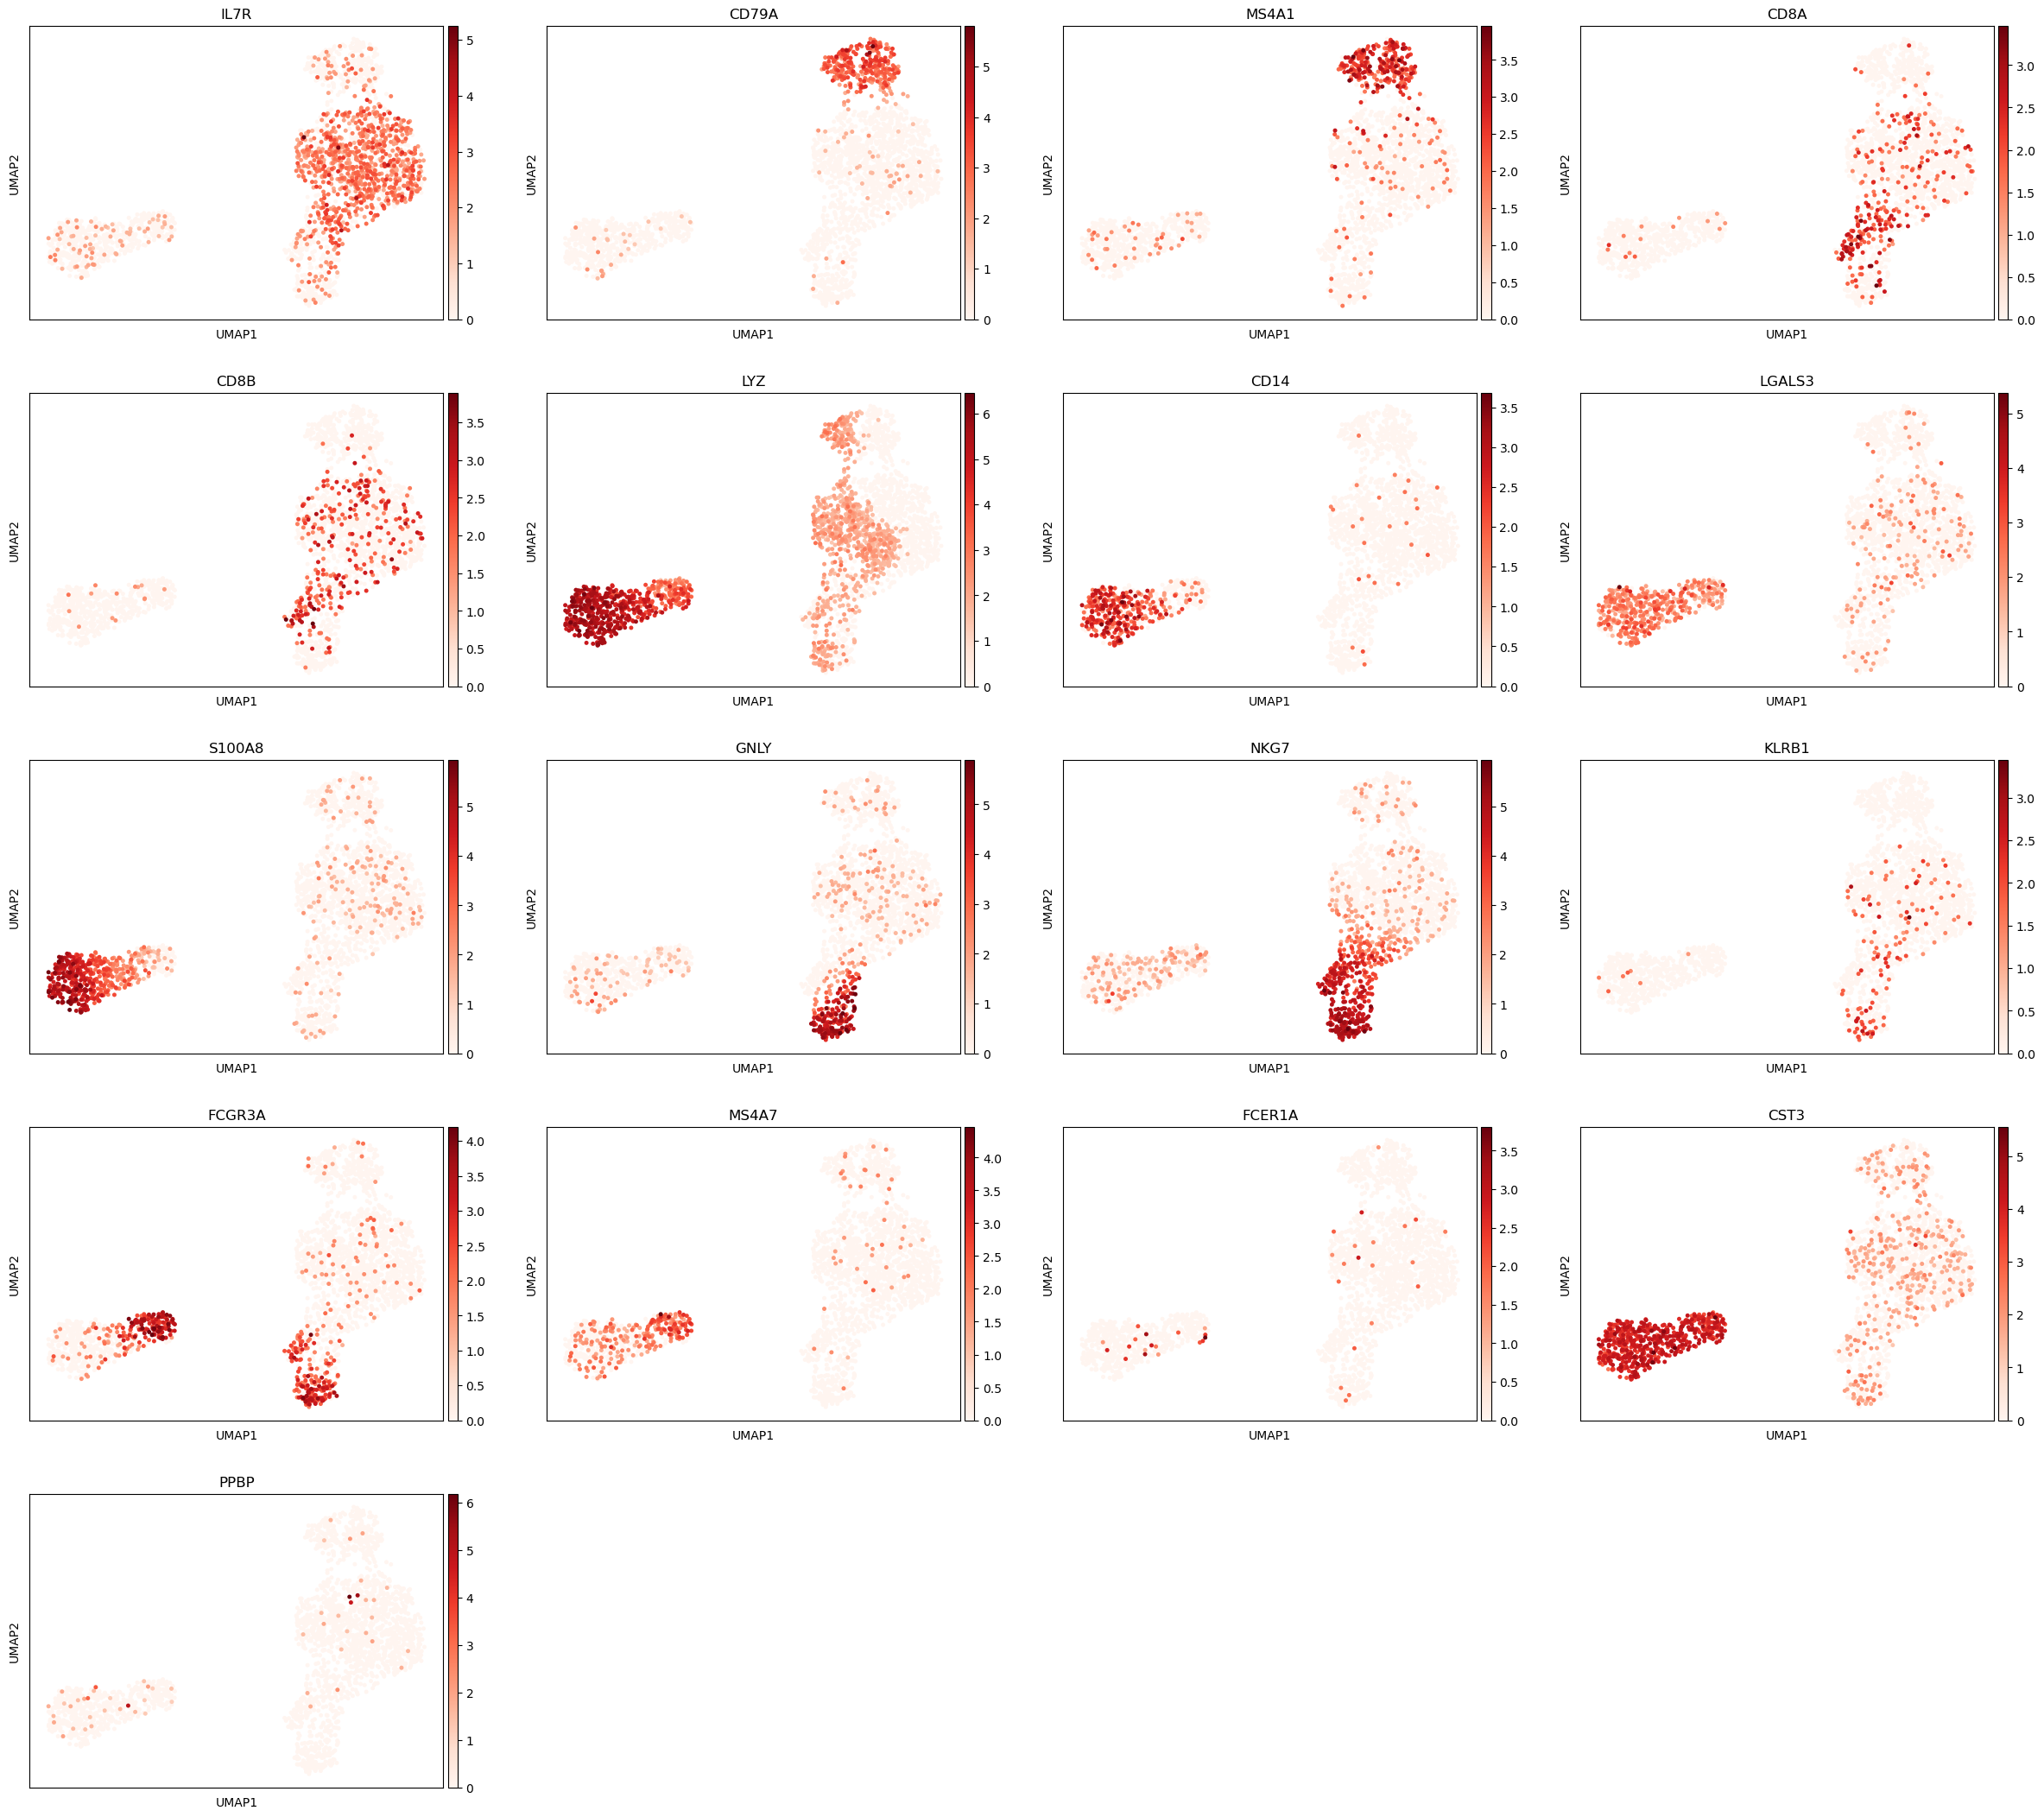 IL7R CD79A MS4A1 CD8A
5 4 3 2 1 0
5 4 3 2 1 0
3.5 3.0 2.5 2.0 1.5 1.0 0.5 0.0
3.0 2.5 2.0 1.5 1.0 0.5 0.0
UMAP2 UMAP2 UMAP2 UMAP2
UMAP1 UMAP1 UMAP1 UMAP1
CD8B LYZ CD14 LGALS3
3.5 3.0 2.5 2.0 1.5 1.0 0.5 0.0
6 5 4 3 2 1 0
3.5 3.0 2.5 2.0 1.5 1.0 0.5 0.0
5 4 3 2 1 0
UMAP2 UMAP2 UMAP2 UMAP2
UMAP1 UMAP1 UMAP1 UMAP1
S100A8 GNLY NKG7 KLRB1
5 4 3 2 1 0
5 4 3 2 1 0
5 4 3 2 1 0
3.0 2.5 2.0 1.5 1.0 0.5 0.0
UMAP2 UMAP2 UMAP2 UMAP2
UMAP1 UMAP1 UMAP1 UMAP1
FCGR3A MS4A7 FCER1A CST3
4.0 3.5 3.0 2.5 2.0 1.5 1.0 0.5 0.0
4.0 3.5 3.0 2.5 2.0 1.5 1.0 0.5 0.0
3.5 3.0 2.5 2.0 1.5 1.0 0.5 0.0
5 4 3 2 1 0
UMAP2 UMAP2 UMAP2 UMAP2
UMAP1 UMAP1 UMAP1 UMAP1
PPBP
6 5 4 3 2 1 0
UMAP2
UMAP1